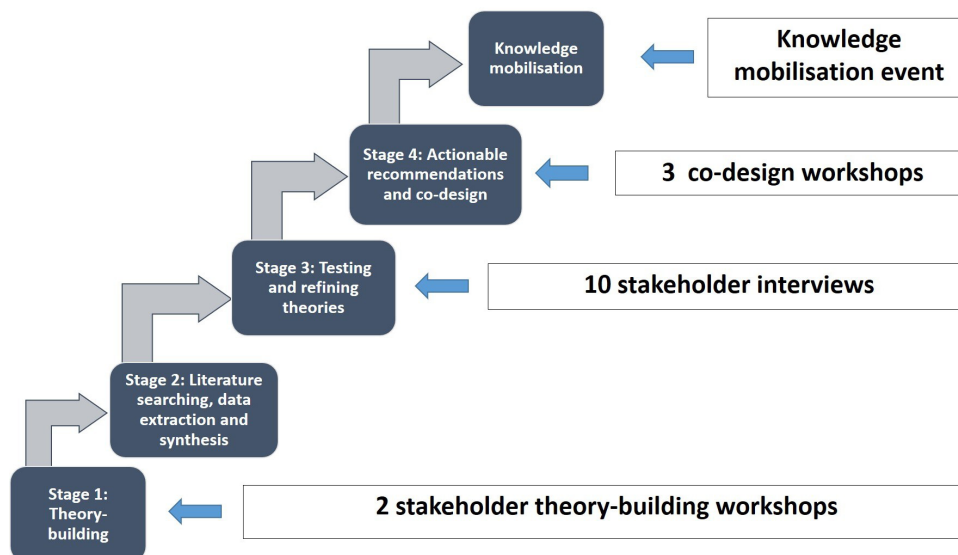 Knowledge
mobilisation
Knowledge
mobilisation event
Stage 4: Actionable
recommendations
and co-design
3 co-design workshops
Stage 3: Testing
and refining
theories
10 stakeholder interviews
Stage 2: Literature
searching, data
extraction and
synthesis
Stage 1:
Theory-
building
2 stakeholder theory-building workshops